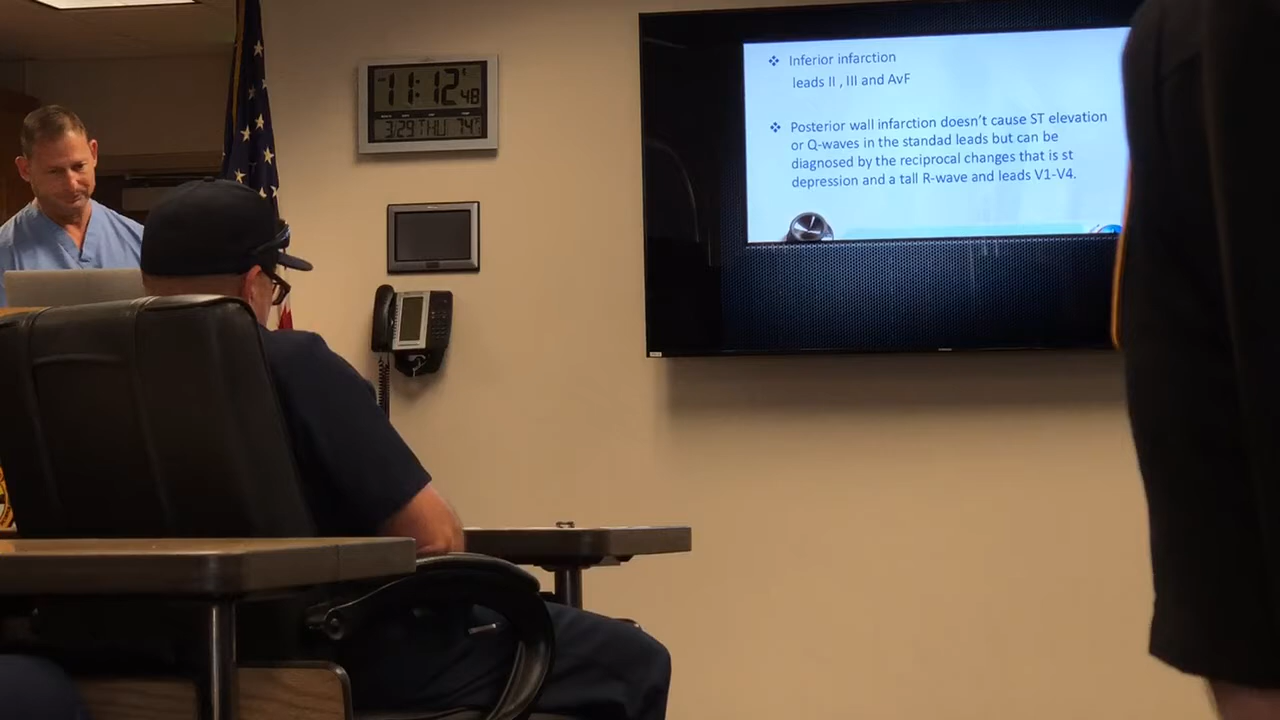 11:12 48
3/29 THU 74°
❖ Inferior infarction
leads II , III and AvF
❖ Posterior wall infarction doesn't cause ST elevation
or Q-waves in the standad leads but can be
diagnosed by the reciprocal changes that is st
depression and a tall R-wave and leads V1-V4.